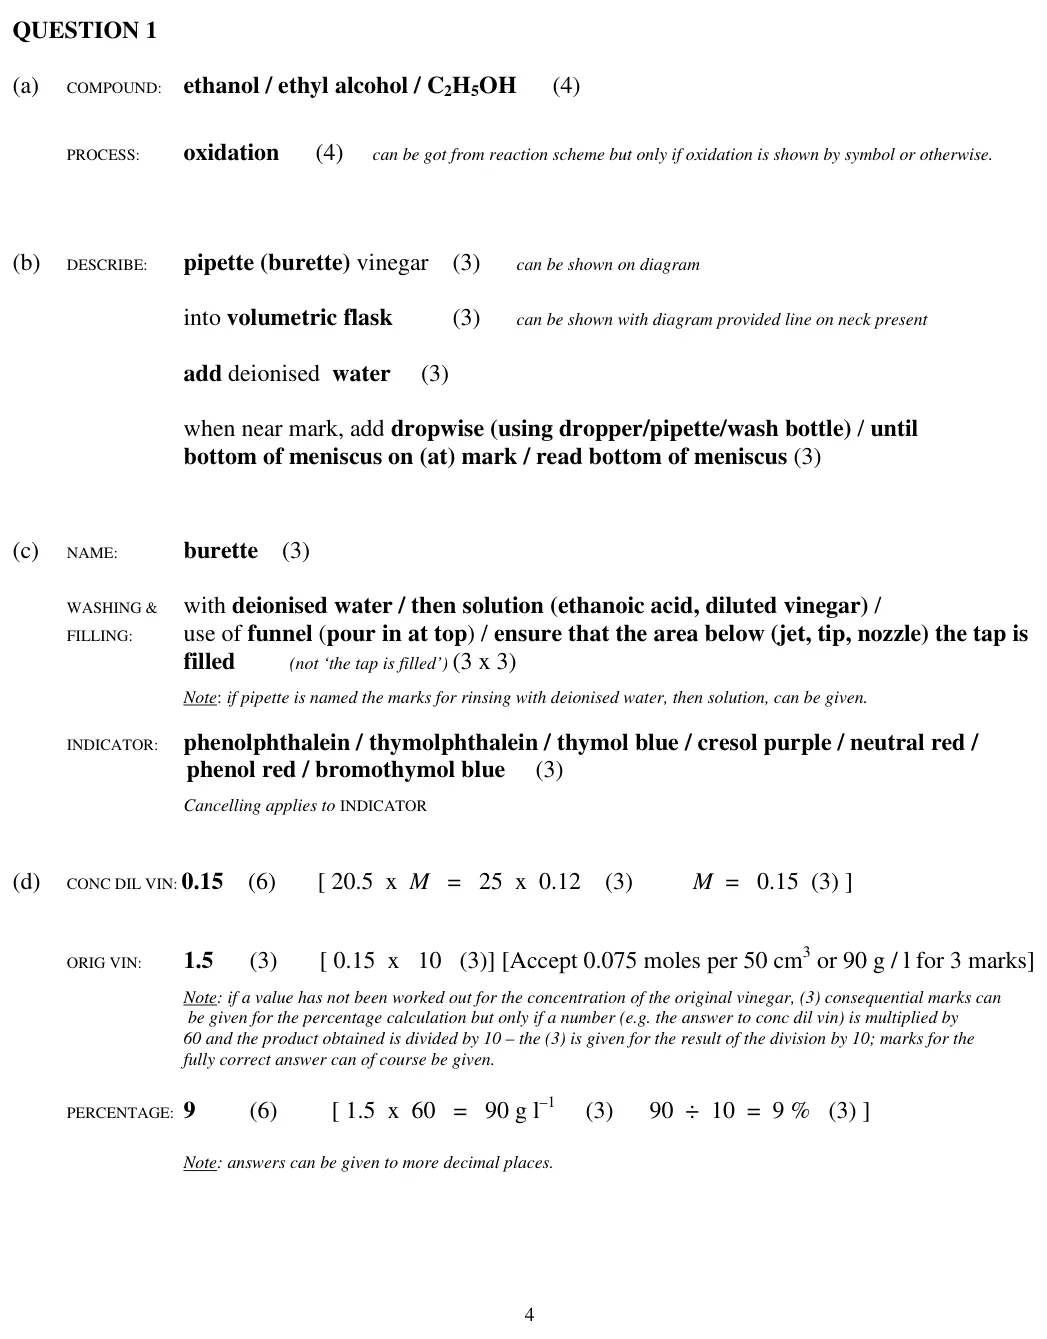 QUESTION 1
(a) COMPOUND: ethanol / ethyl alcohol / C₂H₅OH (4)
PROCESS: oxidation (4) can be got from reaction scheme but only if oxidation is shown by symbol or otherwise.
(b) DESCRIBE: pipette (burette) vinegar (3) can be shown on diagram
into volumetric flask (3) can be shown with diagram provided line on neck present
add deionised water (3)
when near mark, add dropwise (using dropper/pipette/wash bottle) / until
bottom of meniscus on (at) mark / read bottom of meniscus (3)
(c) NAME: burette (3)
WASHING & with deionised water / then solution (ethanoic acid, diluted vinegar) /
FILLING: use of funnel (pour in at top) / ensure that the area below (jet, tip, nozzle) the tap is
filled (not ‘the tap is filled’) (3 x 3)
Note: if pipette is named the marks for rinsing with deionised water, then solution, can be given.
INDICATOR: phenolphthalein / thymolphthalein / thymol blue / cresol purple / neutral red /
phenol red / bromothymol blue (3)
Cancelling applies to INDICATOR
(d) CONC DIL VIN: 0.15 (6) [ 20.5 x M = 25 x 0.12 (3) M = 0.15 (3) ]
ORIG VIN: 1.5 (3) [ 0.15 x 10 (3)] [Accept 0.075 moles per 50 cm³ or 90 g / l for 3 marks]
Note: if a value has not been worked out for the concentration of the original vinegar, (3) consequential marks can
be given for the percentage calculation but only if a number (e.g. the answer to conc dil vin) is multiplied by
60 and the product obtained is divided by 10 – the (3) is given for the result of the division by 10; marks for the
fully correct answer can of course be given.
PERCENTAGE: 9 (6) [ 1.5 x 60 = 90 g l⁻¹ (3) 90 ÷ 10 = 9 % (3) ]
Note: answers can be given to more decimal places.
4